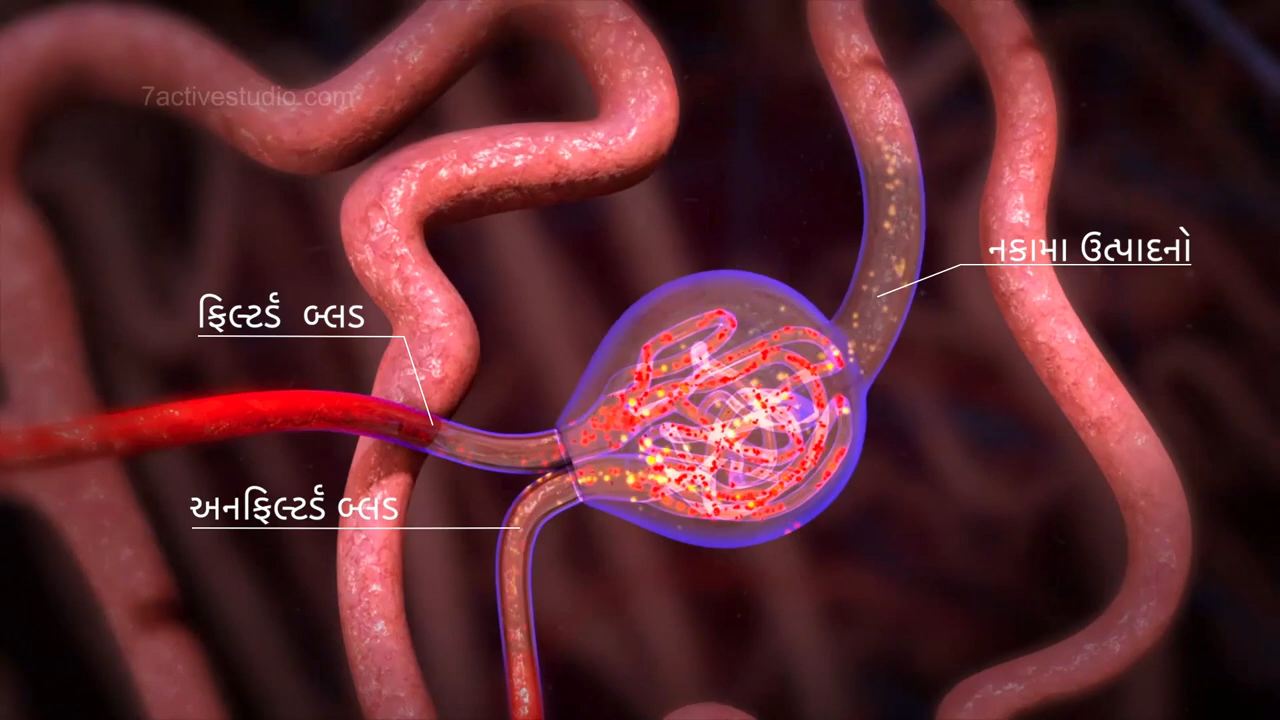 7activestudio.com
નકામા ઉત્પાદનો
ફિલ્ટર્ડ બ્લડ
અનફિલ્ટર્ડ બ્લડ